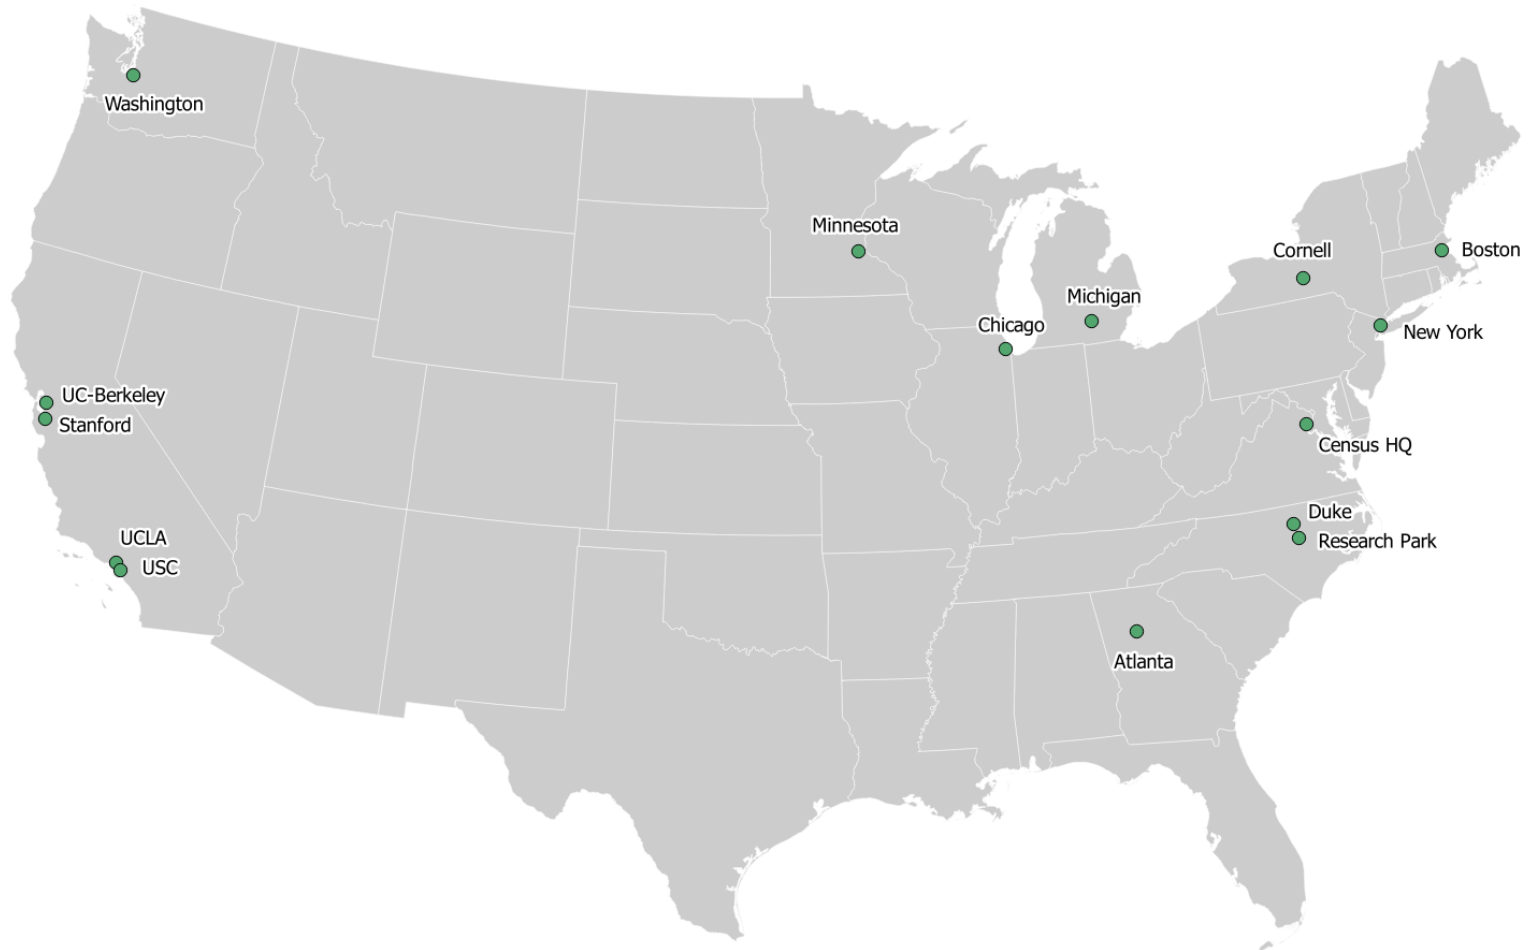 Washington
Minnesota
Cornell
Boston
Michigan
Chicago
New York
UC-Berkeley
Stanford
Census HQ
Duke
UCLA
Research Park
USC
Atlanta